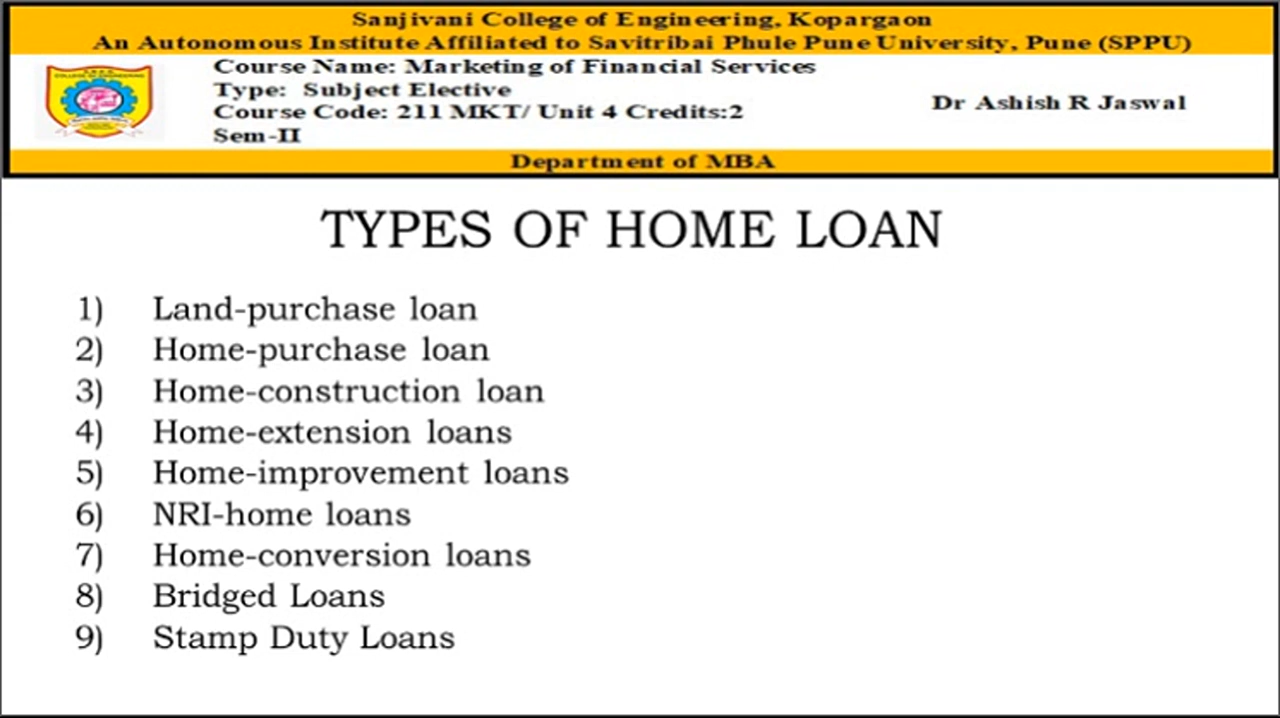 Sanjivani College of Engineering, Kopargaon
An Autonomous Institute Affiliated to Savitribai Phule Pune University, Pune (SPPU)
Course Name: Marketing of Financial Services
Type: Subject Elective
Course Code: 211 MKT/ Unit 4 Credits:2
Sem-II
Dr Ashish R Jaswal
Department of MBA
TYPES OF HOME LOAN
1) Land-purchase loan
2) Home-purchase loan
3) Home-construction loan
4) Home-extension loans
5) Home-improvement loans
6) NRI-home loans
7) Home-conversion loans
8) Bridged Loans
9) Stamp Duty Loans